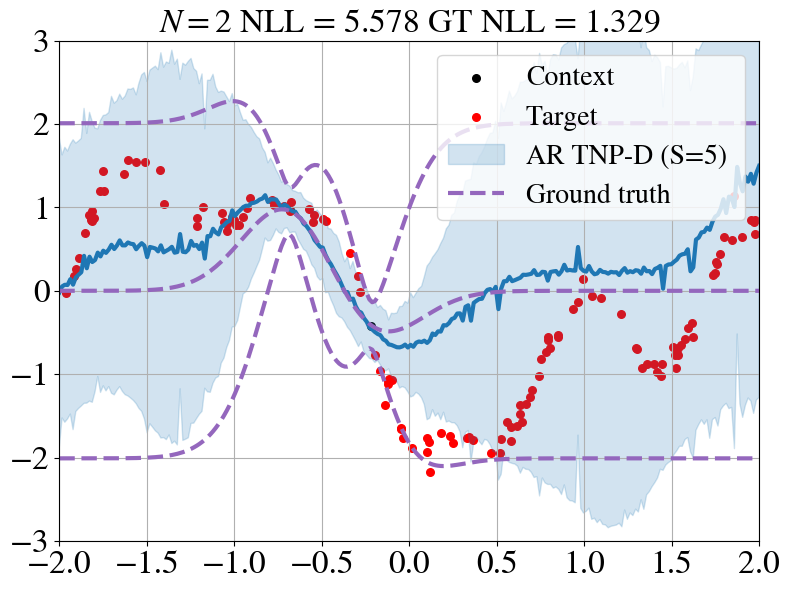 N = 2 NLL = 5.578 GT NLL = 1.329
3
2
1
0
−1
−2
−3
Context
Target
AR TNP-D (S=5)
Ground truth
−2.0 −1.5 −1.0 −0.5 0.0 0.5 1.0 1.5 2.0